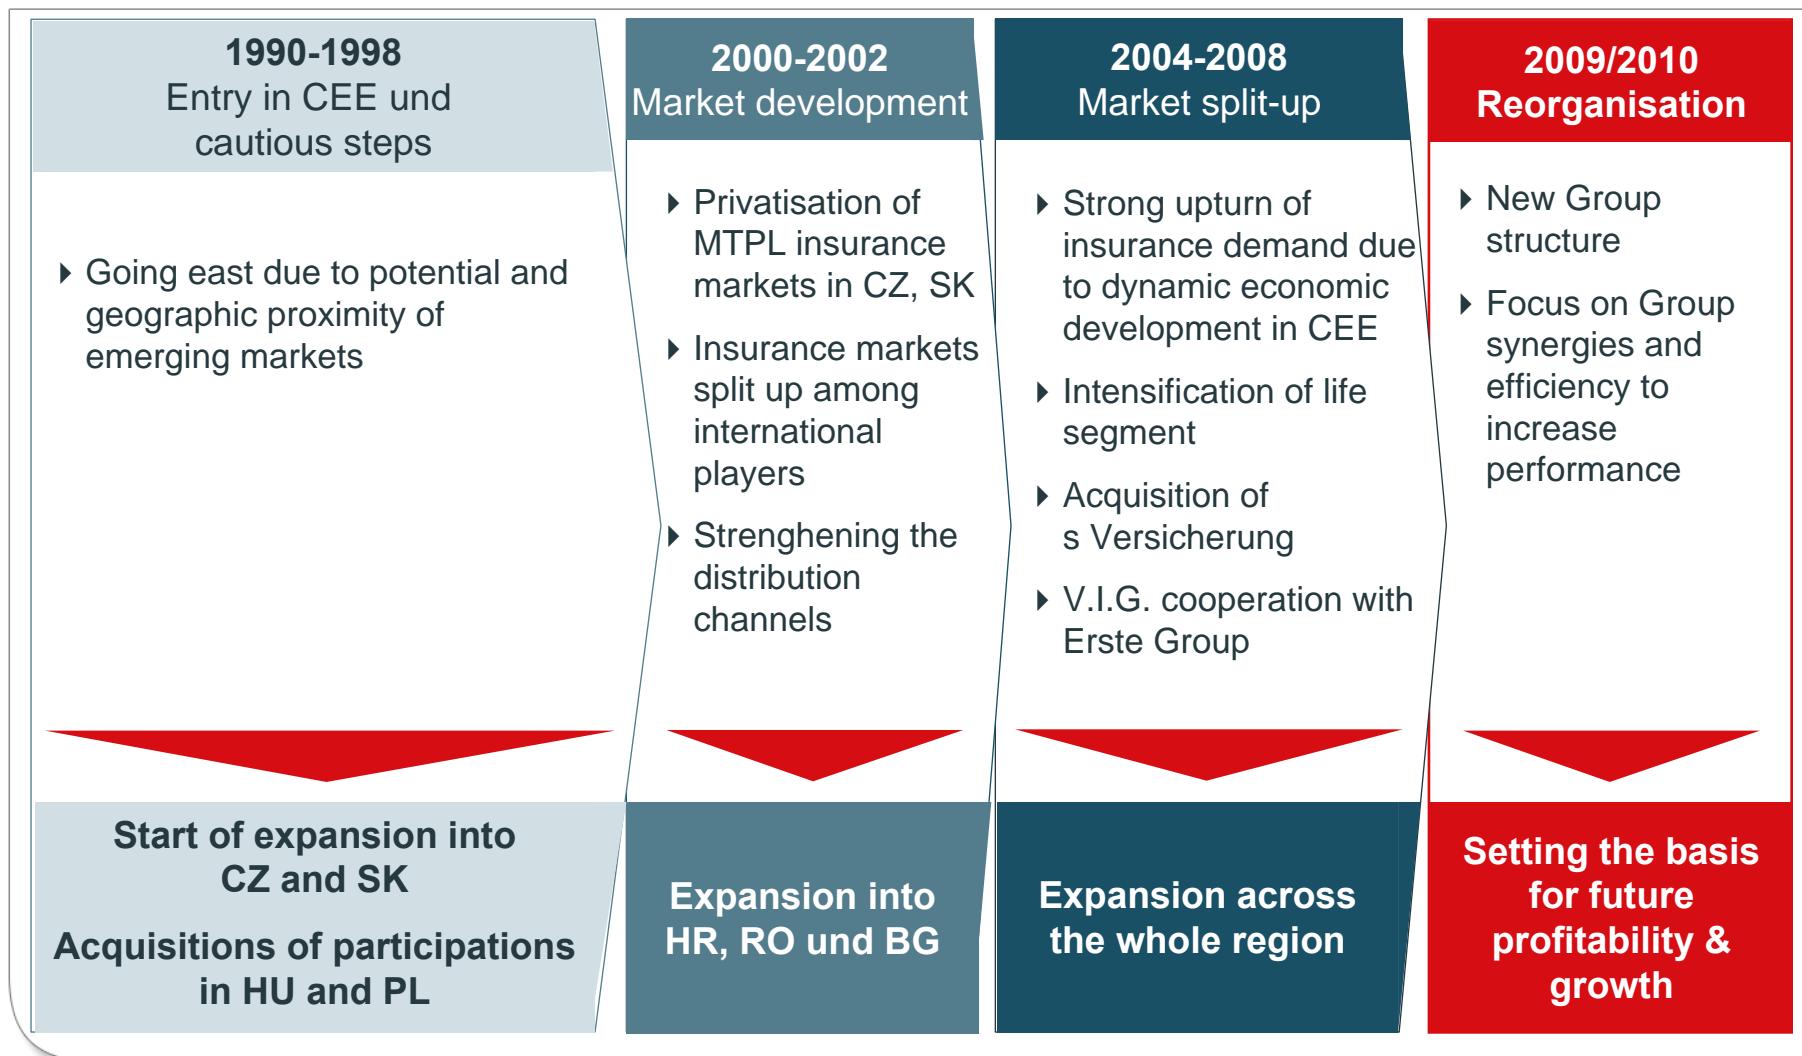 1990-1998
Entry in CEE und
cautious steps
Going east due to potential and
geographic proximity of
emerging markets
Start of expansion into
CZ and SK
Acquisitions of participations
in HU and PL
2000-2002
Market development
Privatisation of
MTPL insurance
markets in CZ, SK
Insurance markets
split up among
international
players
Strenghening the
distribution
channels
Expansion into
HR, RO und BG
2004-2008
Market split-up
Strong upturn of
insurance demand due
to dynamic economic
development in CEE
Intensification of life
segment
Acquisition of
s Versicherung
V.I.G. cooperation with
Erste Group
Expansion across
the whole region
2009/2010
Reorganisation
New Group
structure
Focus on Group
synergies and
efficiency to
increase
performance
Setting the basis
for future
profitability &
growth